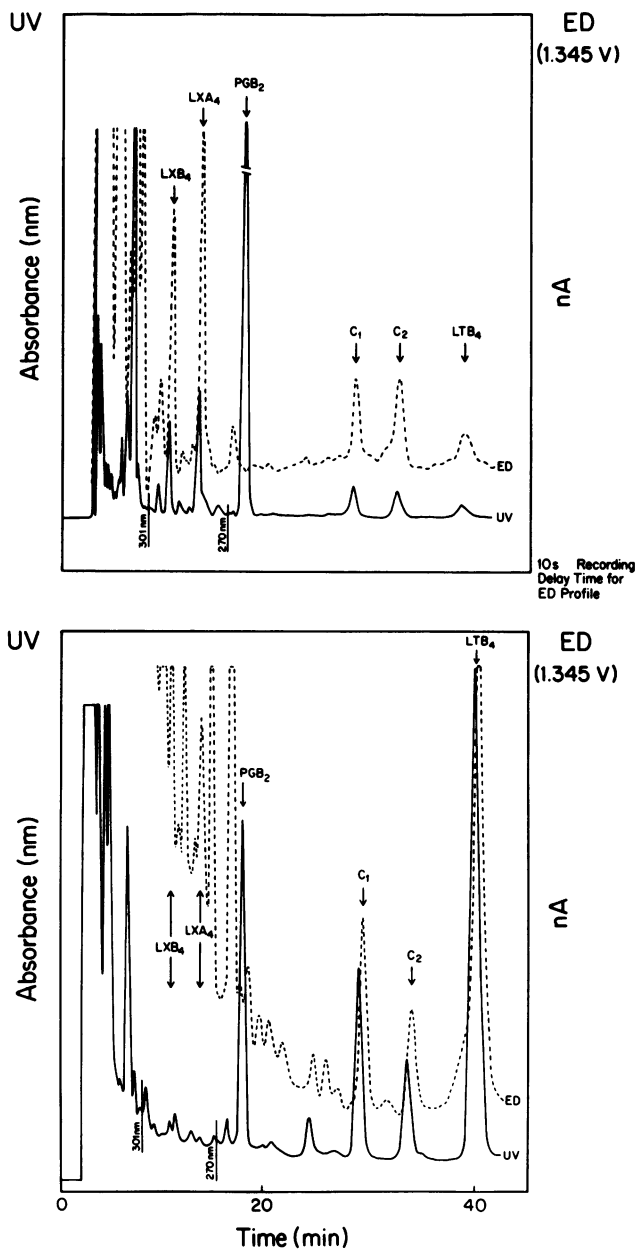 UV
ED
(1.345 V)
PGB₂
LXA₄
LXB₄
Absorbance (nm)
nA
C₁
C₂
LTB₄
ED
UV
301 nm
270 nm
10s Recording
Delay Time for
ED Profile
UV
ED
(1.345 V)
LTB₄
PGB₂
C₁
LXB₄
LXA₄
C₂
Absorbance (nm)
nA
ED
UV
301nm
270 nm
0
20
40
Time (min)